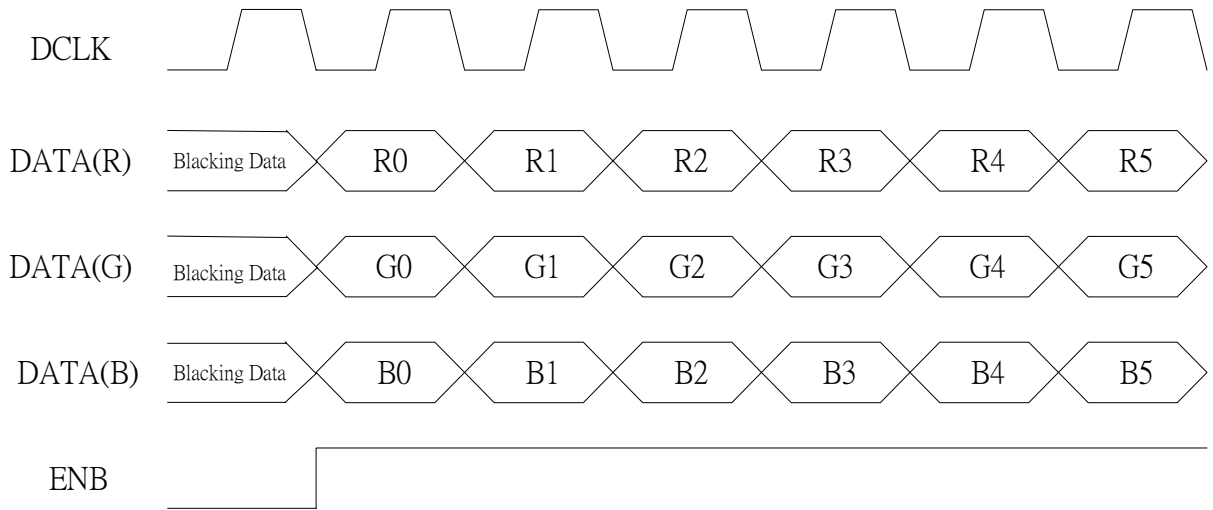 DCLK
DATA(R) Blacking Data R0 R1 R2 R3 R4 R5
DATA(G) Blacking Data G0 G1 G2 G3 G4 G5
DATA(B) Blacking Data B0 B1 B2 B3 B4 B5
ENB